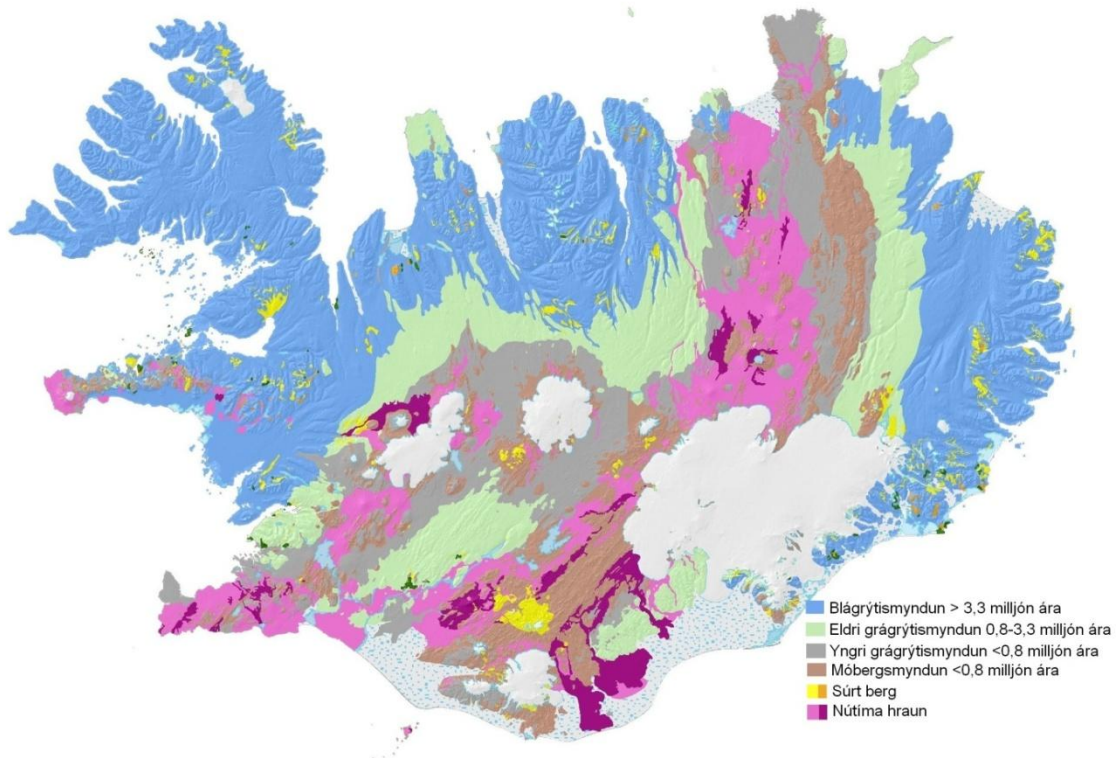 Blágrýtismyndun > 3,3 milljón ára
Eldri grágrýtismyndun 0,8-3,3 milljón ára
Yngri grágrýtismyndun <0,8 milljón ára
Móbergsmyndun <0,8 milljón ára
Súrt berg
Nútíma hraun